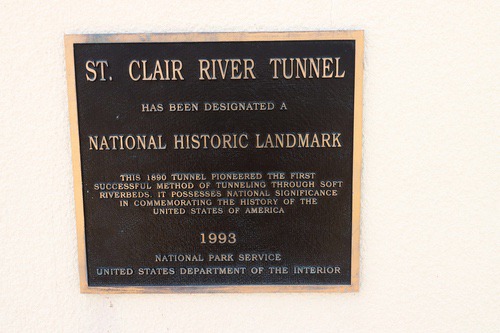 ST. CLAIR RIVER TUNNEL
HAS BEEN DESIGNATED A
NATIONAL HISTORIC LANDMARK
THIS 1890 TUNNEL PIONEERED THE FIRST
SUCCESSFUL METHOD OF TUNNELING THROUGH SOFT
RIVERBEDS. IT POSSESSES NATIONAL SIGNIFICANCE
IN COMMEMORATING THE HISTORY OF THE
UNITED STATES OF AMERICA
1993
NATIONAL PARK SERVICE
UNITED STATES DEPARTMENT OF THE INTERIOR